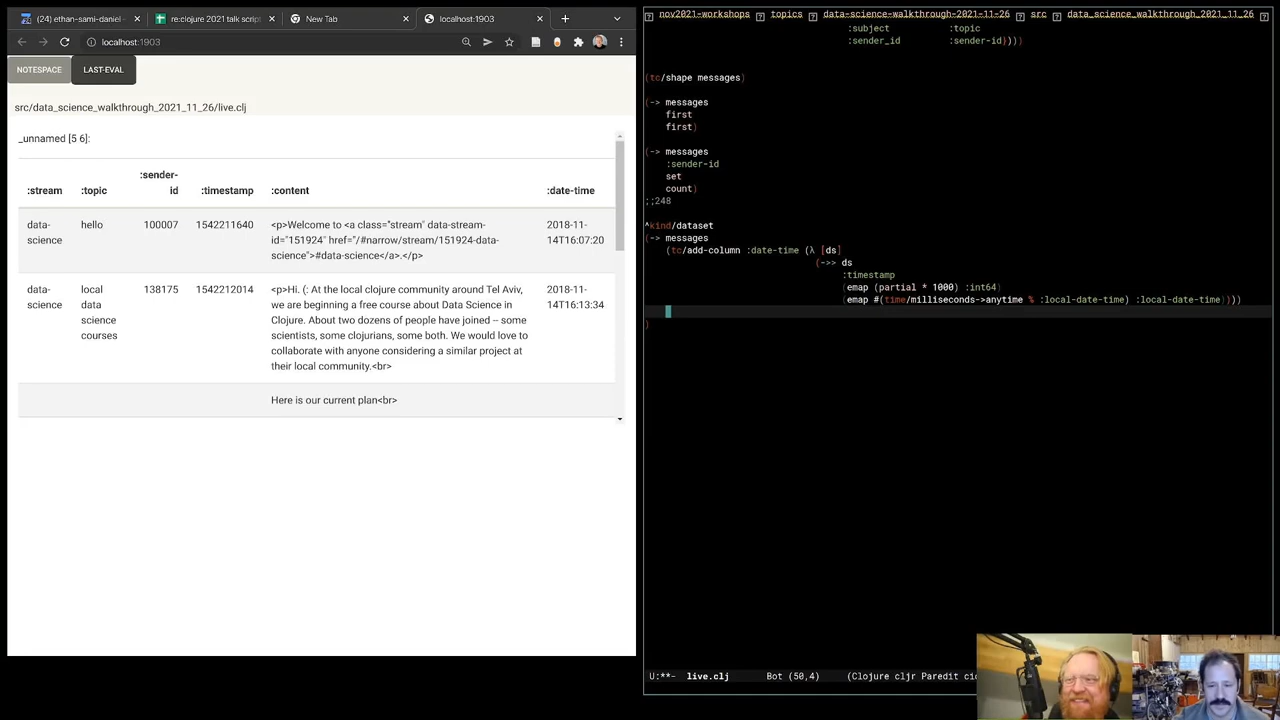 (24) ethan-samuel-daniel -
re:clojure 2021 talk script
New Tab
localhost:1903
localhost:1903
NOTESPACE
LAST-EVAL
src/data_science_walkthrough_2021_11_26/live.clj
_unnamed [5 6]:
:stream :topic :sender-id :timestamp :content :date-time
data-science hello 100007 1542211640 <p>Welcome to <a class="stream" data-stream-id="151924" href="/#narrow/stream/151924-data-science">#data-science</a>.</p> 2018-11-14T16:07:20
data-science local data science courses 138175 1542212014 <p>Hi. (: At the local clojure community around Tel Aviv, we are beginning a free course about Data Science in Clojure. About two dozens of people have joined -- some scientists, some clojurians, some both. We would love to collaborate with anyone considering a similar project at their local community.<br> 2018-11-14T16:13:34
Here is our current plan<br>
nov2021-workshops topics data-science-walkthrough-2021-11-26 src data_science_walkthrough_2021_11_26
:subject :topic
:sender_id :sender-id})))
(tc/shape messages)
(-> messages
first
first)
(-> messages
:sender-id
set
count)
;;248
^kind/dataset
(-> messages
(tc/add-column :date-time (λ [ds]
(->> ds
:timestamp
(emap (partial * 1000) :int64)
(emap #(time/milliseconds->anytime % :local-date-time) :local-date-time))))
)
U:**- live.clj Bot (50,4) (Clojure cljr Paredit cid